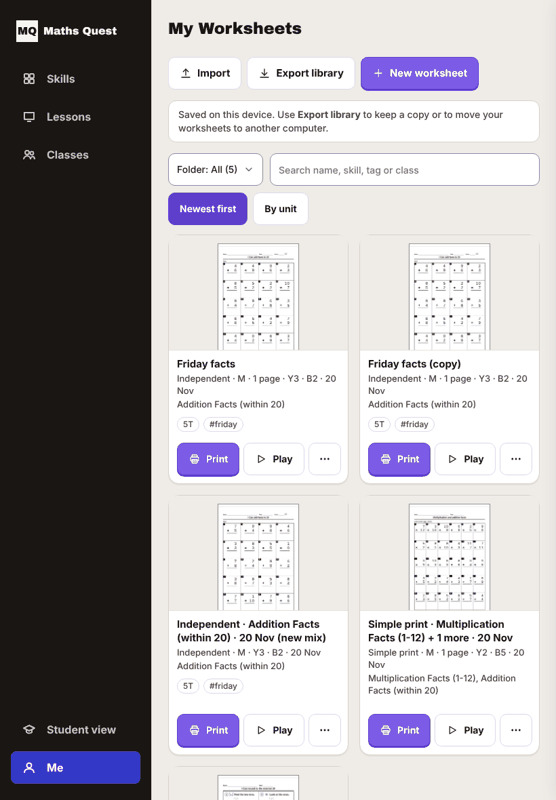 MQ Maths Quest
Skills
Lessons
Classes
Student view
Me
My Worksheets
Import
Export library
New worksheet
Saved on this device. Use Export library to keep a copy or to move your
worksheets to another computer.
Folder: All (5)
Search name, skill, tag or class
Newest first
By unit
Friday facts
Independent · M · 1 page · Y3 · B2 · 20
Nov
Addition Facts (within 20)
5T
#friday
Print
Play
Friday facts (copy)
Independent · M · 1 page · Y3 · B2 · 20
Nov
Addition Facts (within 20)
5T
#friday
Print
Play
Independent · Addition Facts
(within 20) · 20 Nov (new mix)
Independent · M · Y3 · B2 · 20 Nov
Addition Facts (within 20)
5T
#friday
Print
Play
Simple print · Multiplication
Facts (1-12) + 1 more · 20 Nov
Simple print · M · 1 page · Y2 · B5 · 20
Nov
Multiplication Facts (1-12), Addition
Facts (within 20)
Print
Play